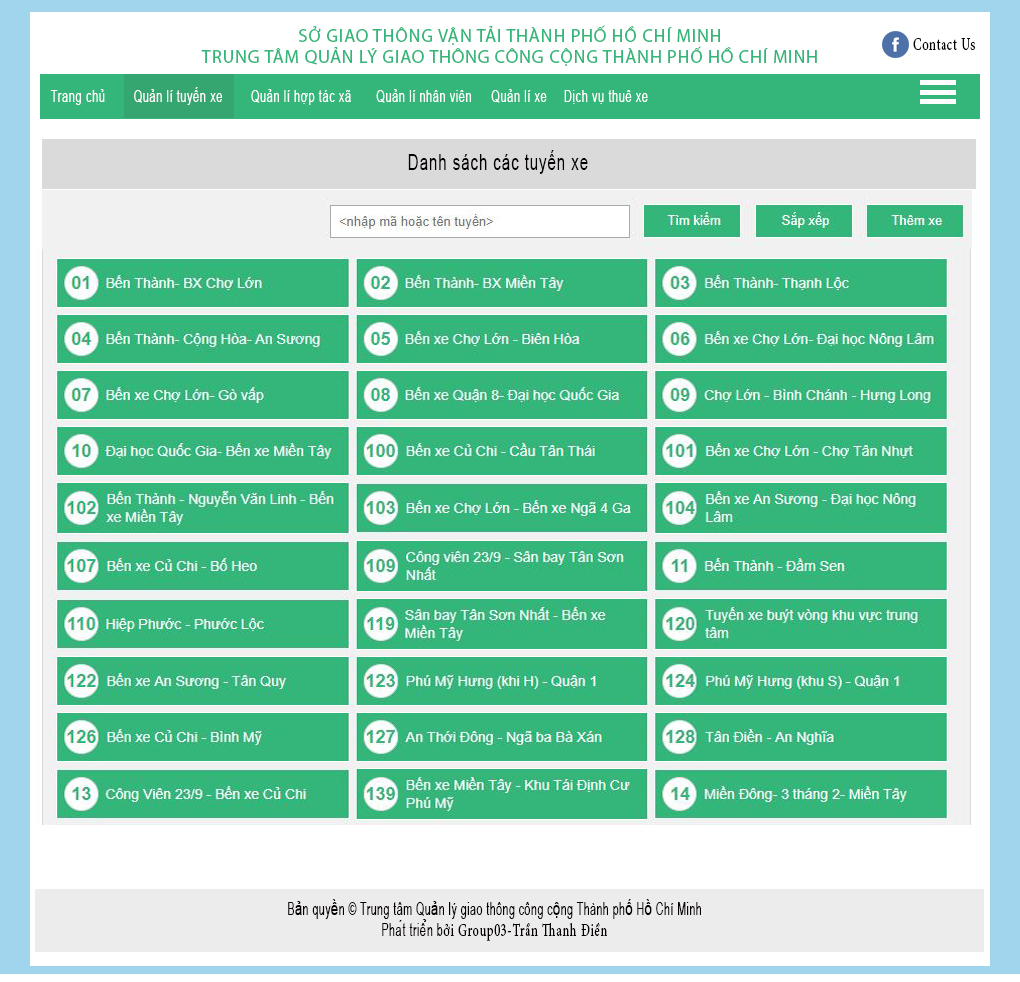 SỞ GIAO THÔNG VẬN TẢI THÀNH PHỐ HỒ CHÍ MINH
TRUNG TÂM QUẢN LÝ GIAO THÔNG CÔNG CỘNG THÀNH PHỐ HỒ CHÍ MINH
f Contact Us
Trang chủ Quản lí tuyến xe Quản lí hợp tác xã Quản lí nhân viên Quản lí xe Dịch vụ thuê xe
Danh sách các tuyến xe
<nhập mã hoặc tên tuyến> Tìm kiếm Sắp xếp Thêm xe
01 Bến Thành- BX Chợ Lớn
02 Bến Thành- BX Miền Tây
03 Bến Thành- Thạnh Lộc
04 Bến Thành- Cộng Hòa- An Sương
05 Bến xe Chợ Lớn - Biên Hòa
06 Bến xe Chợ Lớn- Đại học Nông Lâm
07 Bến xe Chợ Lớn- Gò vấp
08 Bến xe Quận 8- Đại học Quốc Gia
09 Chợ Lớn - Bình Chánh - Hưng Long
10 Đại học Quốc Gia- Bến xe Miền Tây
100 Bến xe Củ Chi - Cầu Tân Thái
101 Bến xe Chợ Lớn - Chợ Tân Nhựt
102 Bến Thành - Nguyễn Văn Linh - Bến
xe Miền Tây
103 Bến xe Chợ Lớn - Bến xe Ngã 4 Ga
104 Bến xe An Sương - Đại học Nông
Lâm
107 Bến xe Củ Chi - Bố Heo
109 Công viên 23/9 - Sân bay Tân Sơn
Nhất
11 Bến Thành - Đầm Sen
110 Hiệp Phước - Phước Lộc
119 Sân bay Tân Sơn Nhất - Bến xe
Miền Tây
120 Tuyến xe buýt vòng khu vực trung
tâm
122 Bến xe An Sương - Tân Quy
123 Phú Mỹ Hưng (khi H) - Quận 1
124 Phú Mỹ Hưng (khu S) - Quận 1
126 Bến xe Củ Chi - Bình Mỹ
127 An Thới Đông - Ngã ba Bà Xán
128 Tân Điền - An Nghĩa
13 Công Viên 23/9 - Bến xe Củ Chi
139 Bến xe Miền Tây - Khu Tái Định Cư
Phú Mỹ
14 Miền Đông- 3 tháng 2- Miền Tây
Bản quyền © Trung tâm Quản lý giao thông công cộng Thành phố Hồ Chí Minh
Phát triển bởi Group03-Trần Thanh Điền